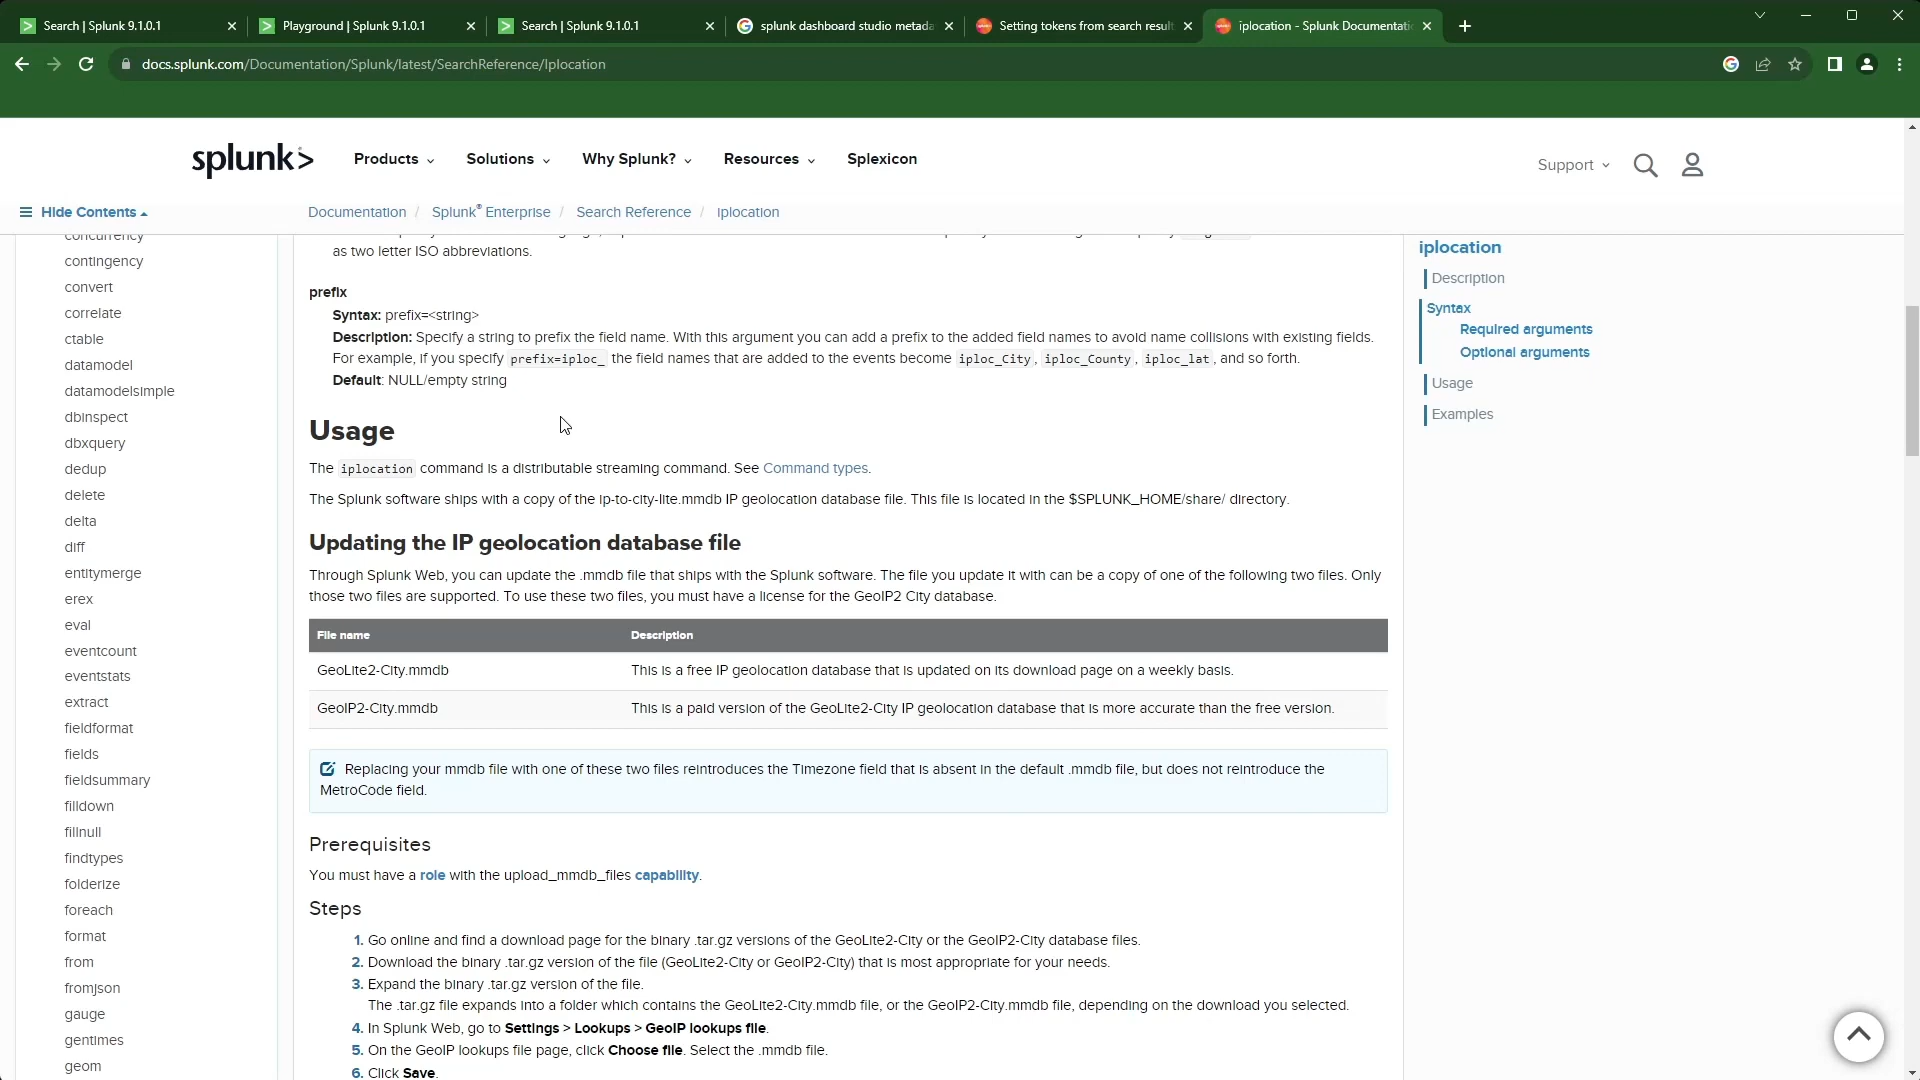 Search | Splunk 9.1.0.1
Playground | Splunk 9.1.0.1
Search | Splunk 9.1.0.1
splunk dashboard studio metada
Setting tokens from search result
iplocation - Splunk Documentati
docs.splunk.com/Documentation/Splunk/latest/SearchReference/Iplocation
splunk>
Products
Solutions
Why Splunk?
Resources
Splexicon
Support
Hide Contents
Documentation / Splunk® Enterprise / Search Reference / iplocation
concurrency
contingency
convert
correlate
ctable
datamodel
datamodelsimple
dbinspect
dbxquery
dedup
delete
delta
diff
entitymerge
erex
eval
eventcount
eventstats
extract
fieldformat
fields
fieldsummary
filldown
fillnull
findtypes
folderize
foreach
format
from
fromjson
gauge
gentimes
geom
as two letter ISO abbreviations.
prefix
Syntax: prefix=<string>
Description: Specify a string to prefix the field name. With this argument you can add a prefix to the added field names to avoid name collisions with existing fields.
For example, if you specify prefix=iploc_ the field names that are added to the events become iploc_City, iploc_County, iploc_lat, and so forth.
Default: NULL/empty string
Usage
The iplocation command is a distributable streaming command. See Command types.
The Splunk software ships with a copy of the ip-to-city-lite.mmdb IP geolocation database file. This file is located in the $SPLUNK_HOME/share/ directory.
Updating the IP geolocation database file
Through Splunk Web, you can update the .mmdb file that ships with the Splunk software. The file you update it with can be a copy of one of the following two files. Only
those two files are supported. To use these two files, you must have a license for the GeoIP2 City database.
File name Description
GeoLite2-City.mmdb This is a free IP geolocation database that is updated on its download page on a weekly basis.
GeoIP2-City.mmdb This is a paid version of the GeoLite2-City IP geolocation database that is more accurate than the free version.
Replacing your mmdb file with one of these two files reintroduces the Timezone field that is absent in the default .mmdb file, but does not reintroduce the
MetroCode field.
Prerequisites
You must have a role with the upload_mmdb_files capability.
Steps
1. Go online and find a download page for the binary .tar.gz versions of the GeoLite2-City or the GeoIP2-City database files.
2. Download the binary .tar.gz version of the file (GeoLite2-City or GeoIP2-City) that is most appropriate for your needs.
3. Expand the binary .tar.gz version of the file.
The .tar.gz file expands into a folder which contains the GeoLite2-City.mmdb file, or the GeoIP2-City.mmdb file, depending on the download you selected.
4. In Splunk Web, go to Settings > Lookups > GeoIP lookups file.
5. On the GeoIP lookups file page, click Choose file. Select the .mmdb file.
6. Click Save.
iplocation
Description
Syntax
Required arguments
Optional arguments
Usage
Examples